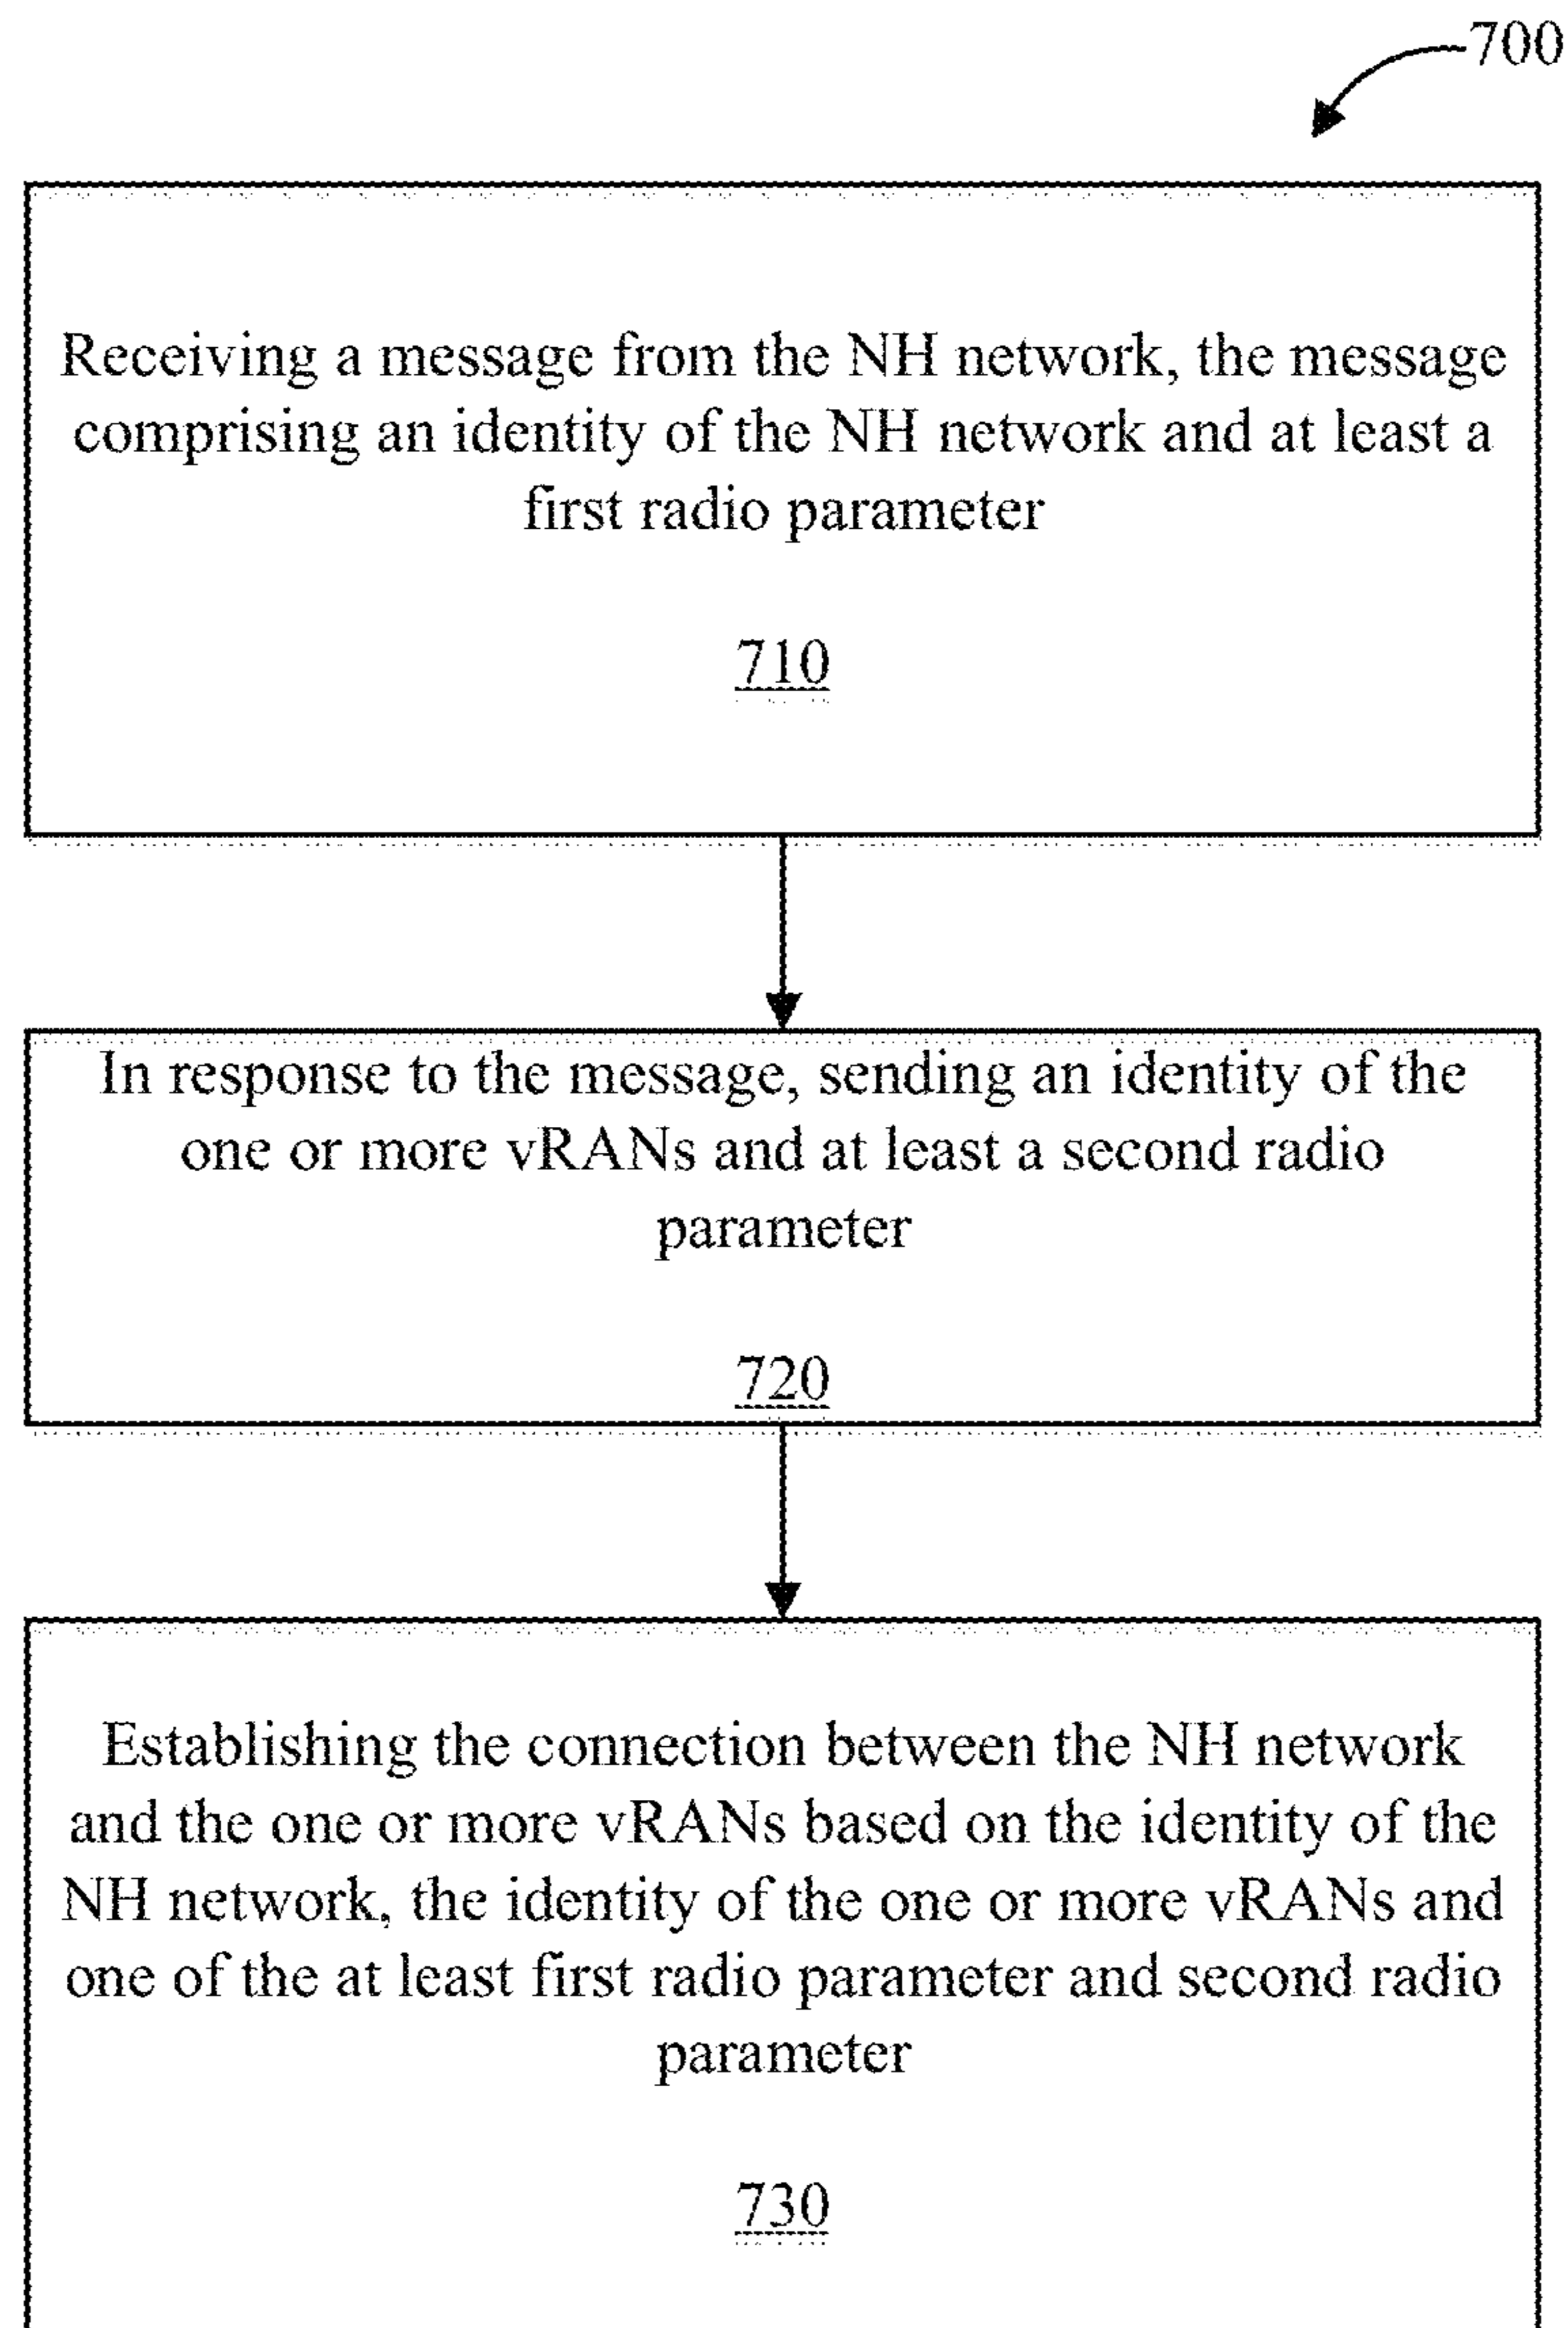 700
Receiving a message from the NH network, the message
comprising an identity of the NH network and at least a
first radio parameter
710
In response to the message, sending an identity of the
one or more vRANs and at least a second radio
parameter
720
Establishing the connection between the NH network
and the one or more vRANs based on the identity of the
NH network, the identity of the one or more vRANs and
one of the at least first radio parameter and second radio
parameter
730